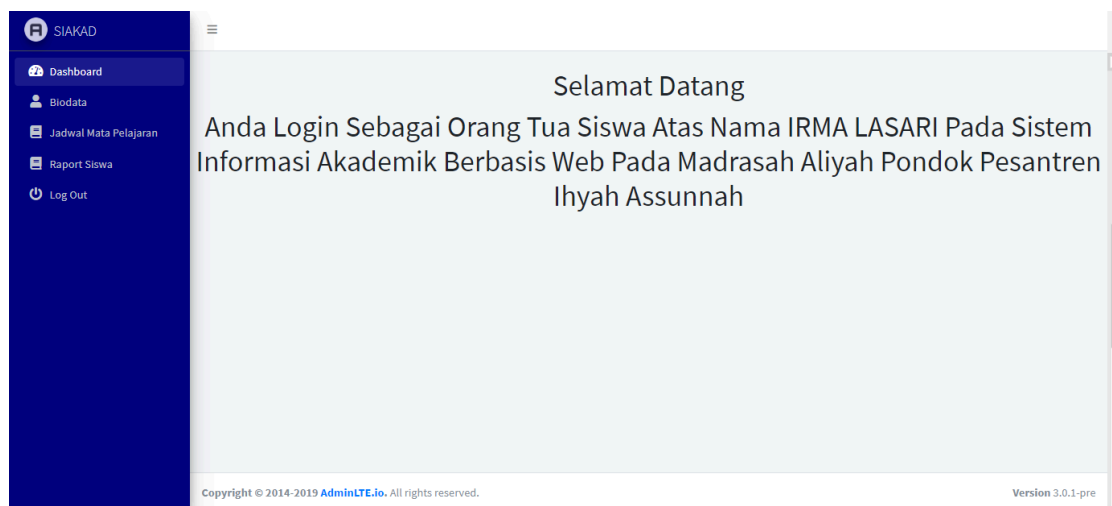 SIAKAD
Dashboard
Biodata
Jadwal Mata Pelajaran
Raport Siswa
Log Out
Selamat Datang
Anda Login Sebagai Orang Tua Siswa Atas Nama IRMA LASARI Pada Sistem
Informasi Akademik Berbasis Web Pada Madrasah Aliyah Pondok Pesantren
Ihyah Assunnah
Copyright © 2014-2019 AdminLTE.io. All rights reserved.
Version 3.0.1-pre